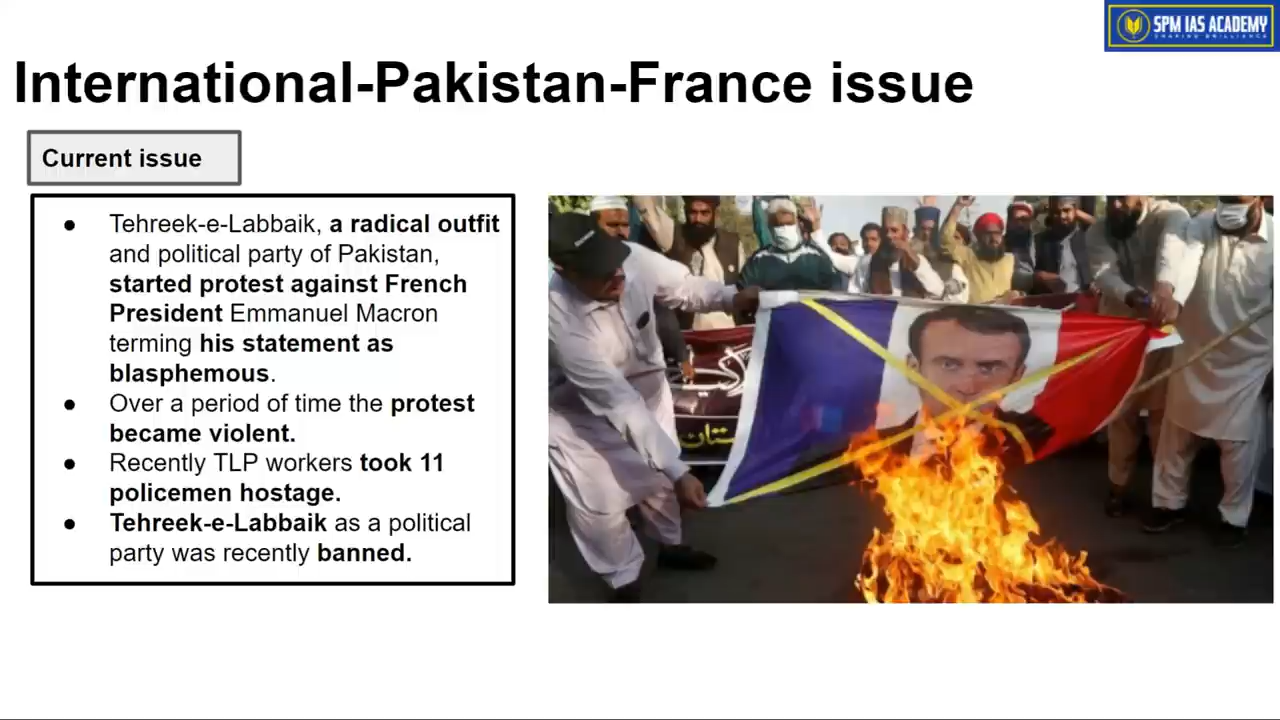 SPM IAS ACADEMY
SHAPING BRILLIANCE
International-Pakistan-France issue
Current issue
● Tehreek-e-Labbaik, a radical outfit
and political party of Pakistan,
started protest against French
President Emmanuel Macron
terming his statement as
blasphemous.
● Over a period of time the protest
became violent.
● Recently TLP workers took 11
policemen hostage.
● Tehreek-e-Labbaik as a political
party was recently banned.